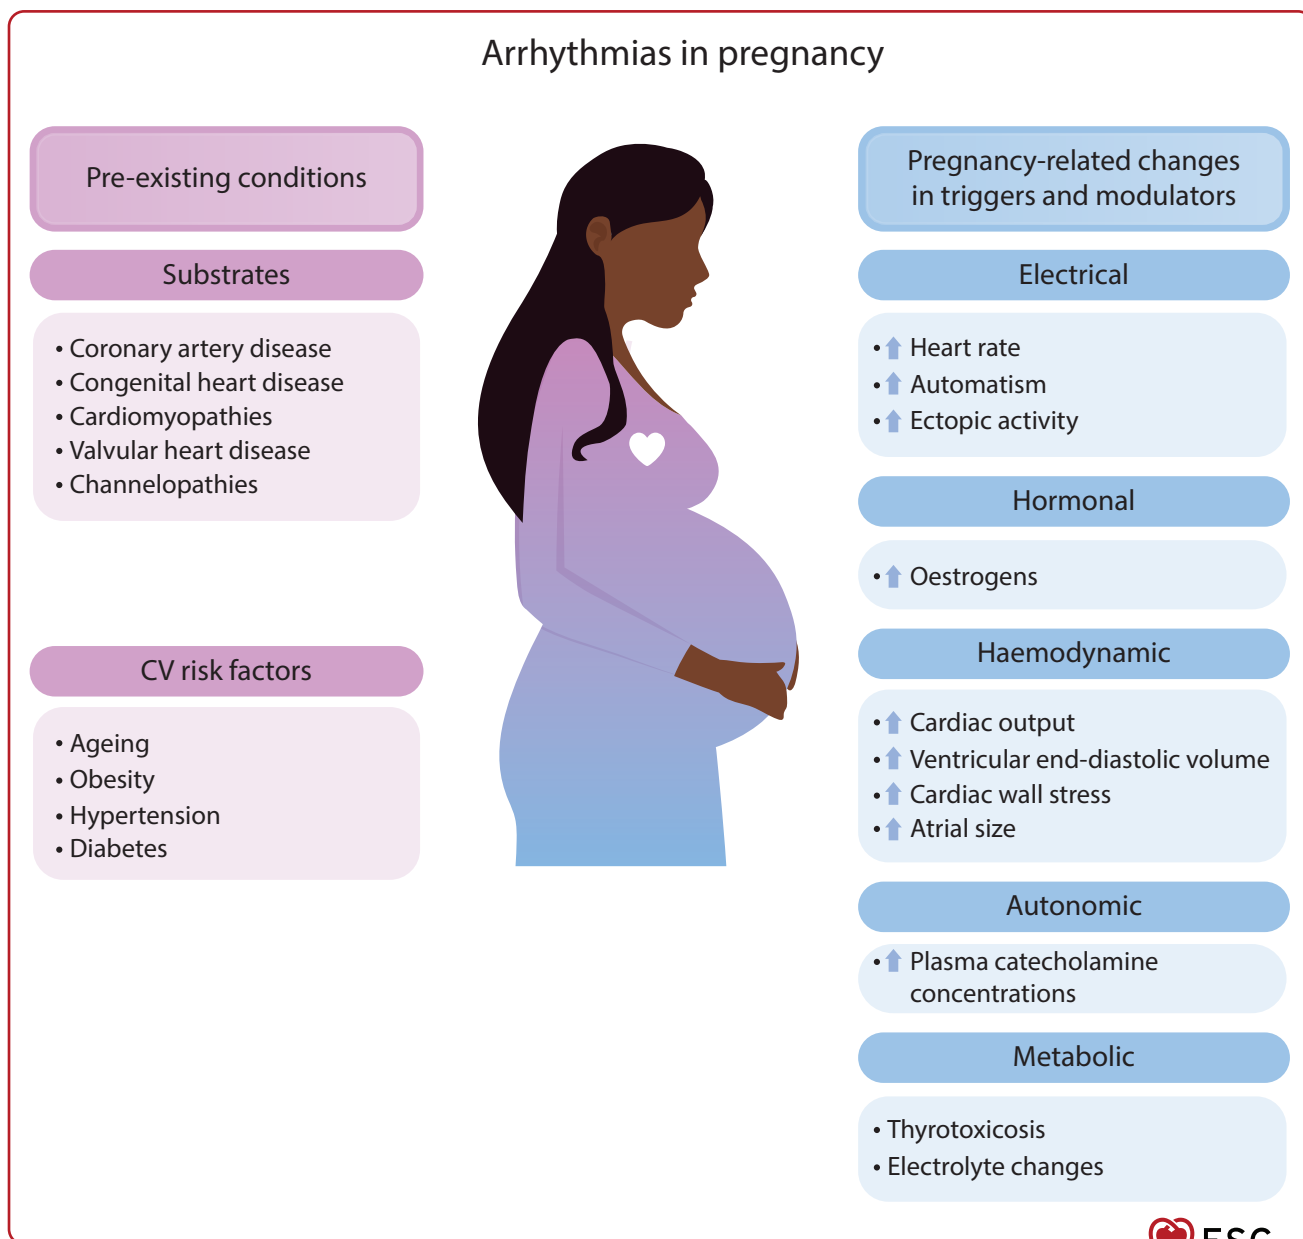 Arrhythmias in pregnancy
Pre-existing conditions
Substrates
• Coronary artery disease
• Congenital heart disease
• Cardiomyopathies
• Valvular heart disease
• Channelopathies
CV risk factors
• Ageing
• Obesity
• Hypertension
• Diabetes
Pregnancy-related changes
in triggers and modulators
Electrical
• Heart rate
• Automatism
• Ectopic activity
Hormonal
• Oestrogens
Haemodynamic
• Cardiac output
• Ventricular end-diastolic volume
• Cardiac wall stress
• Atrial size
Autonomic
• Plasma catecholamine
concentrations
Metabolic
• Thyrotoxicosis
• Electrolyte changes
ESC